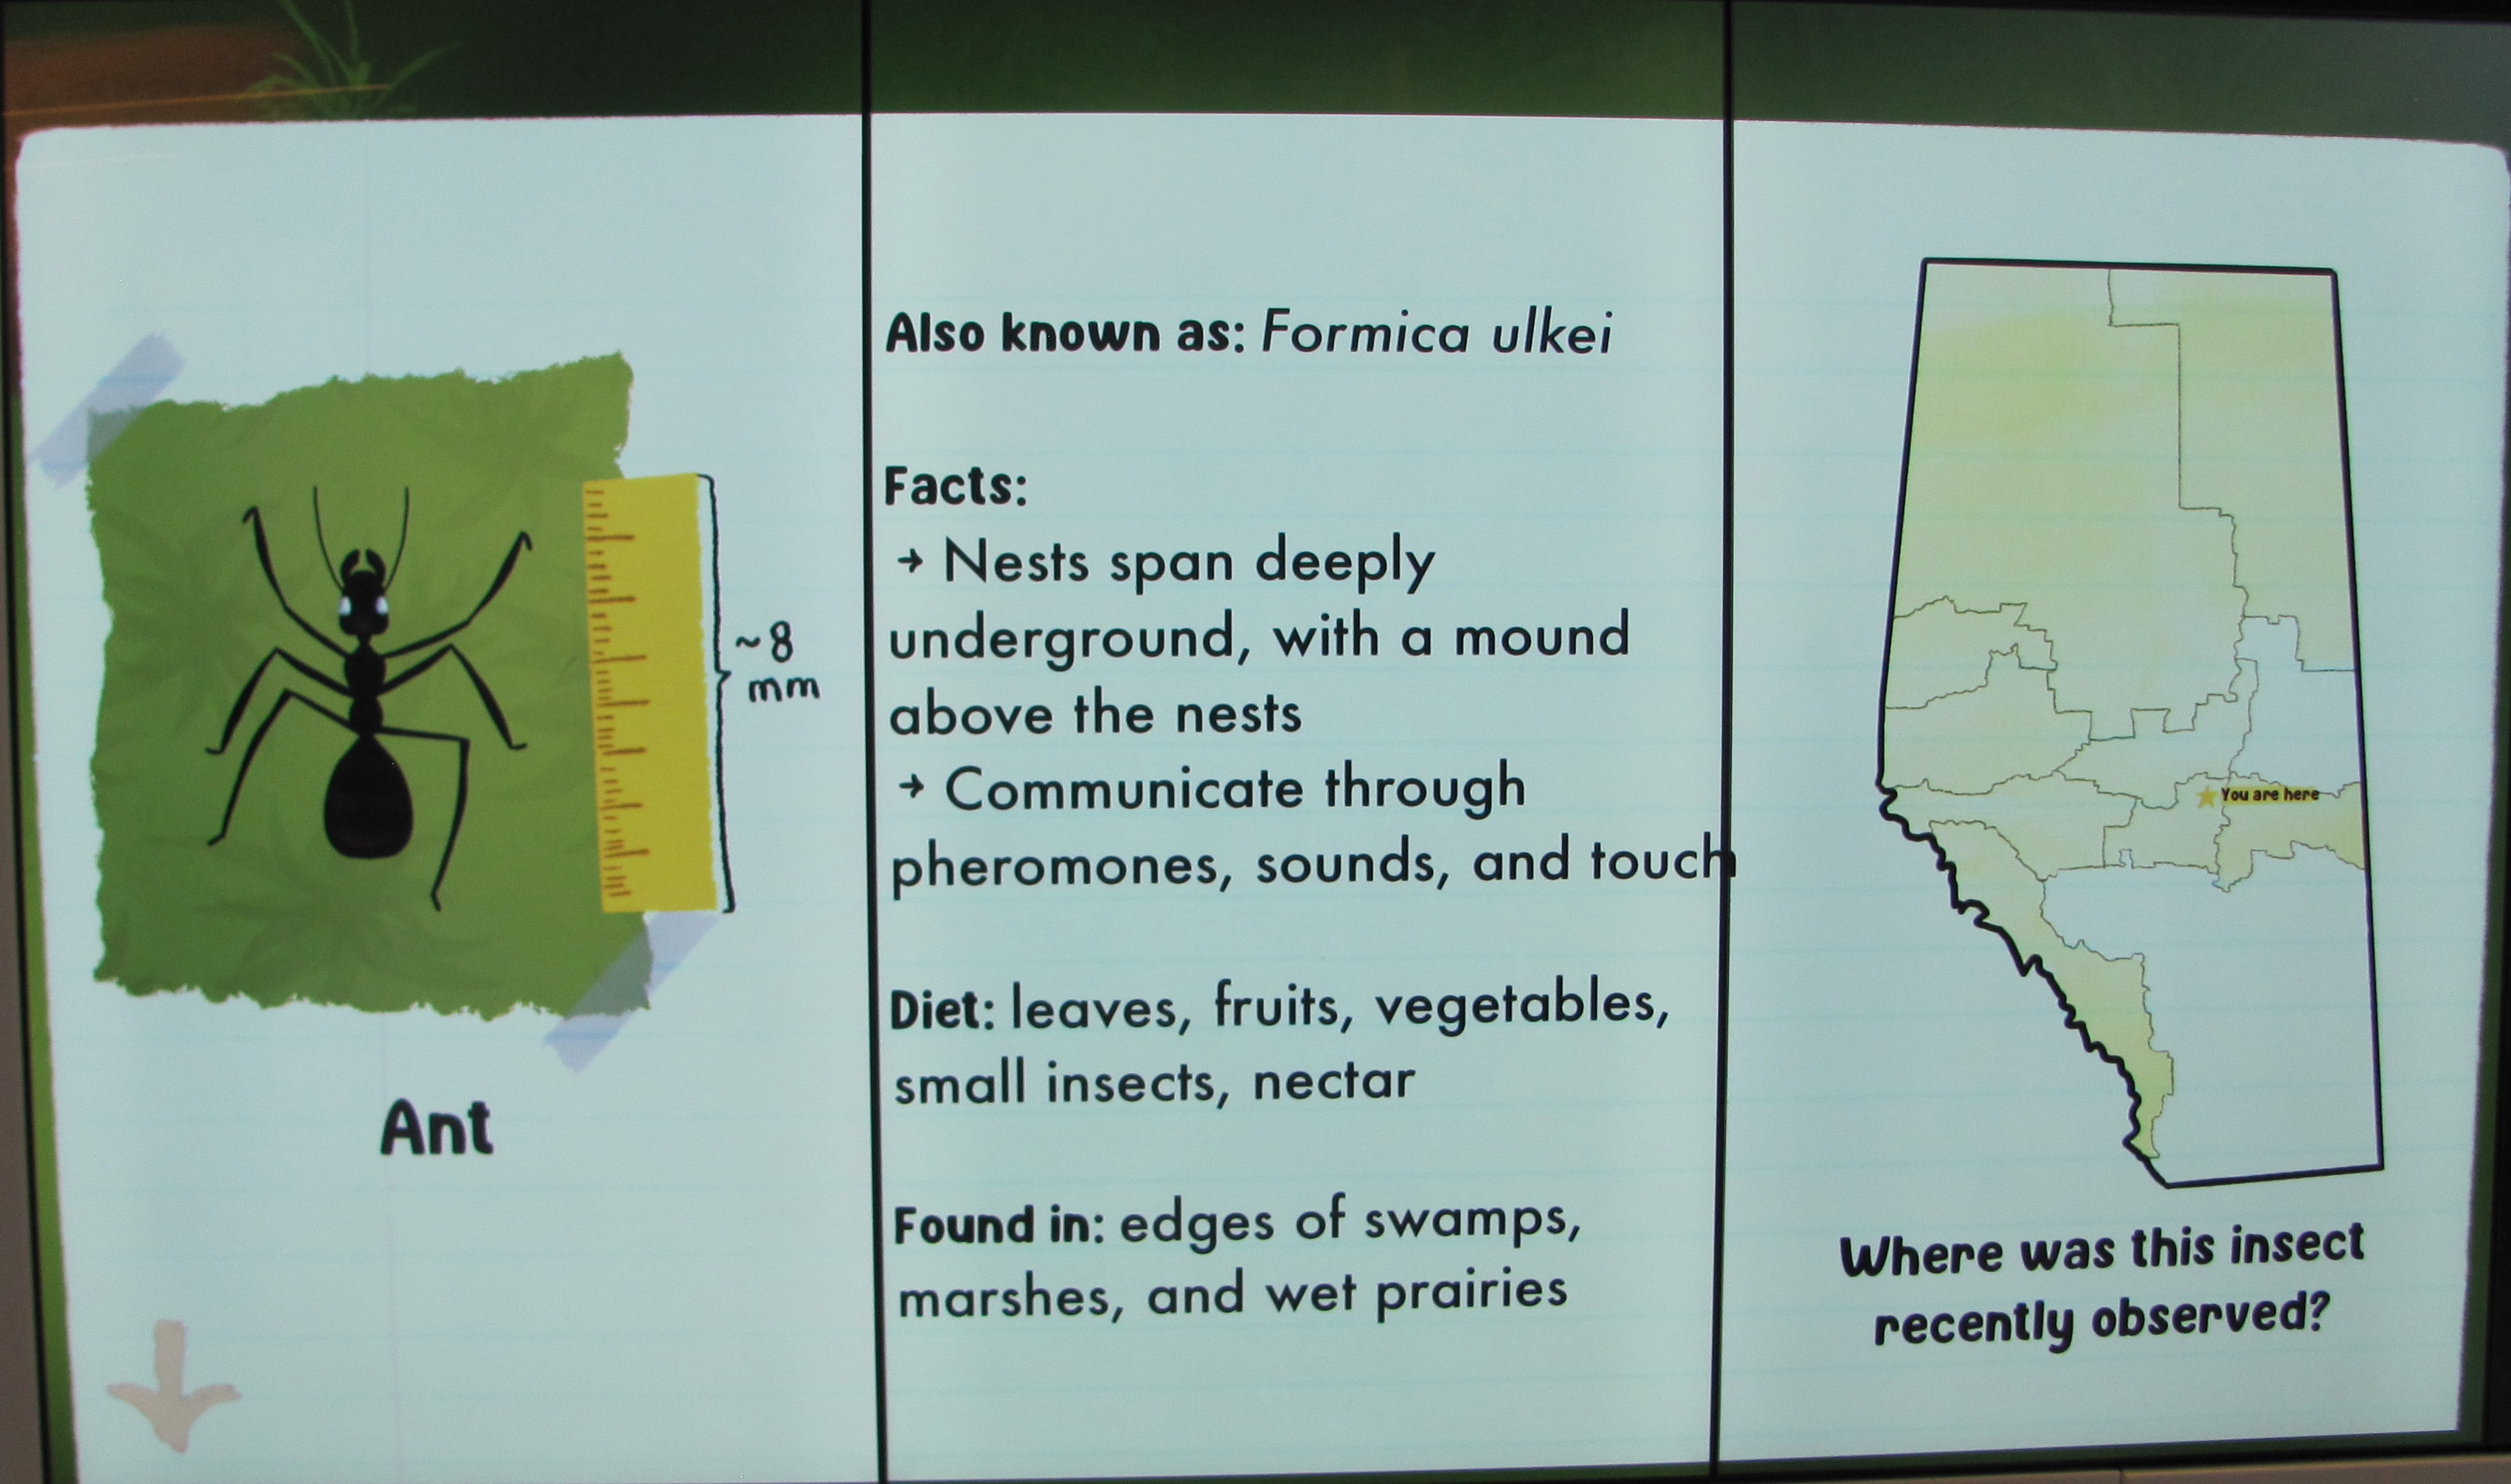 ~8
mm
Ant
Also known as: Formica ulkei
Facts:
→ Nests span deeply
underground, with a mound
above the nests
→ Communicate through
pheromones, sounds, and touch
Diet: leaves, fruits, vegetables,
small insects, nectar
Found in: edges of swamps,
marshes, and wet prairies
You are here
Where was this insect
recently observed?